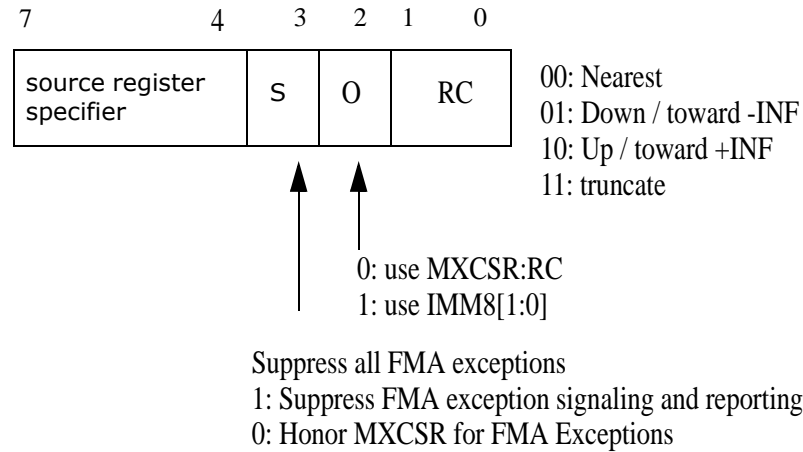 7 4 3 2 1 0
source register
specifier
S
O
RC
00: Nearest
01: Down / toward -INF
10: Up / toward +INF
11: truncate
0: use MXCSR:RC
1: use IMM8[1:0]
Suppress all FMA exceptions
1: Suppress FMA exception signaling and reporting
0: Honor MXCSR for FMA Exceptions